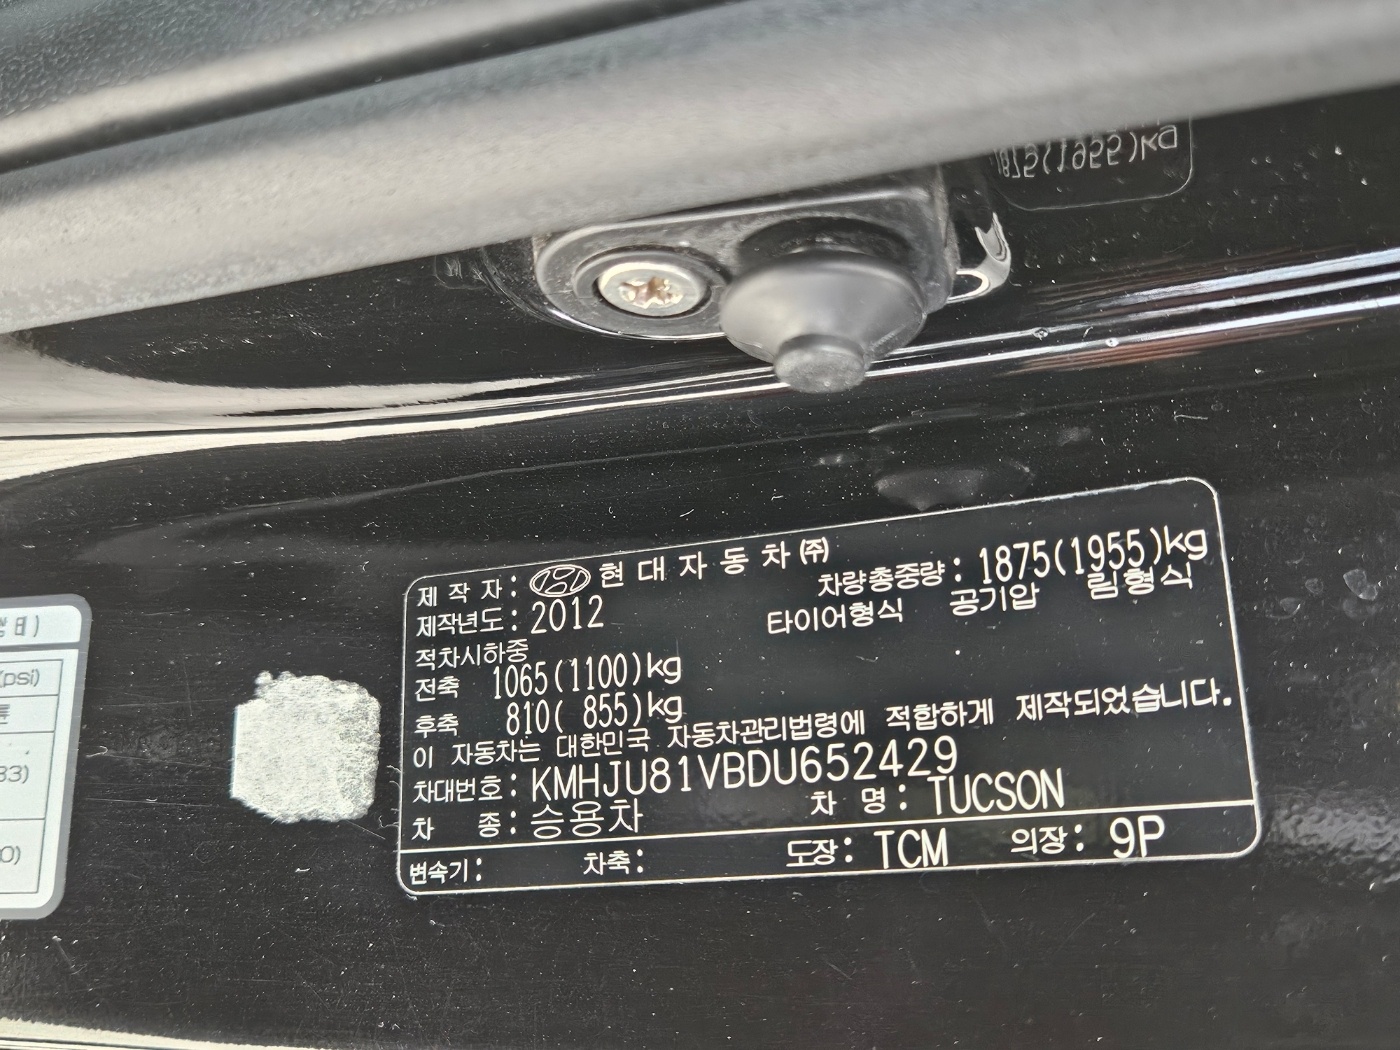 1875(1955)kg
제 작 자 : 현 대 자 동 차 ㈜
제작년도 : 2012
차량총중량 : 1875(1955)kg
타이어형식 공기압 림형식
적차시하중
전축 1065(1100)kg
후축 810( 855)kg
이 자동차는 대한민국 자동차관리법령에 적합하게 제작되었습니다.
차대번호 : KMHJU81VBDU652429
차 종 : 승용차 차 명 : TUCSON
변속기 : 차축 : 도장 : TCM 의장 : 9P
(psi)